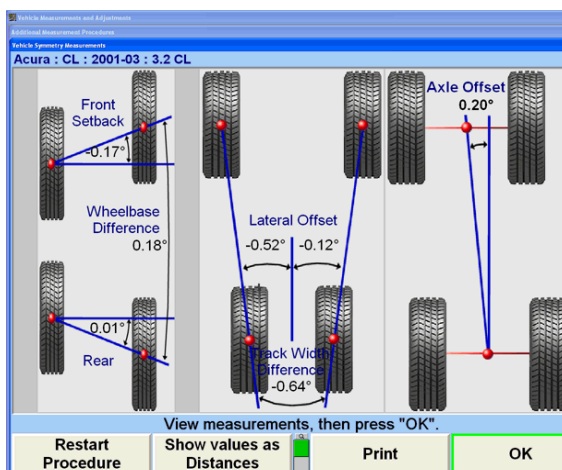 Vehicle Measurements and Adjustments
Additional Measurement Procedures
Vehicle Symmetry Measurements
Acura : CL : 2001-03 : 3.2 CL
Front
Setback
-0.17°
Wheelbase
Difference
0.18°
0.01°
Rear
Lateral Offset
-0.52°
-0.12°
Track Width
Difference
-0.64°
Axle Offset
0.20°
View measurements, then press "OK".
Restart
Procedure
Show values as
Distances
Print
OK